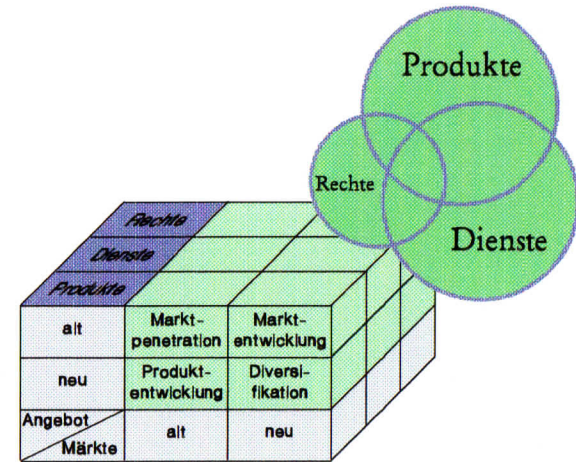 Produkte
Rechte
Dienste
Rechte
Dienste
Produkte
alt
Markt-
penetration
Markt-
entwicklung
neu
Produkt-
entwicklung
Diversi-
fikation
Angebot
Märkte
alt
neu